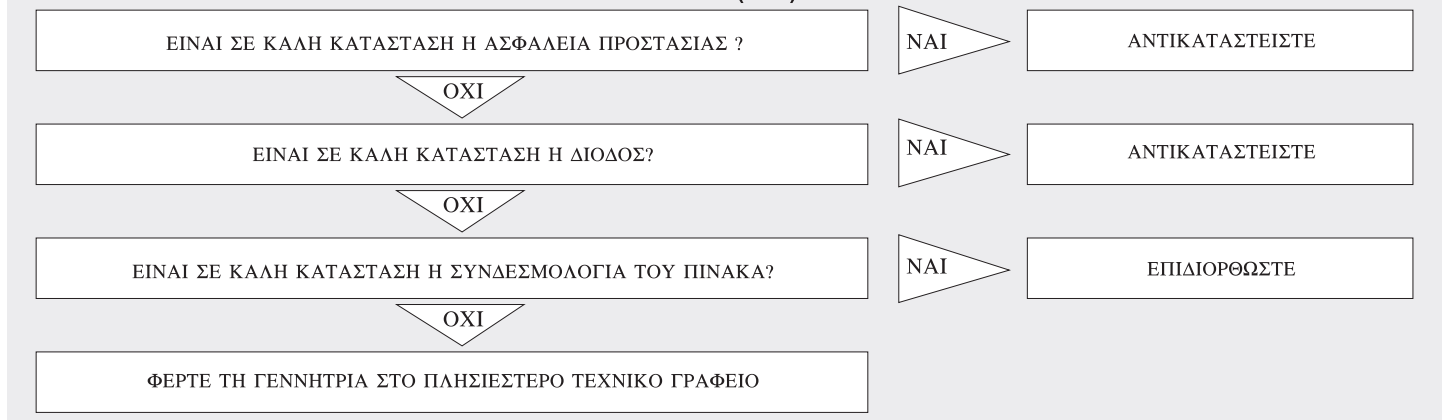 ΕΙΝΑΙ ΣΕ ΚΑΛΗ ΚΑΤΑΣΤΑΣΗ Η ΑΣΦΑΛΕΙΑ ΠΡΟΣΤΑΣΙΑΣ ?
ΝΑΙ
ΑΝΤΙΚΑΤΑΣΤΕΙΣΤΕ
ΟΧΙ
ΕΙΝΑΙ ΣΕ ΚΑΛΗ ΚΑΤΑΣΤΑΣΗ Η ΔΙΟΔΟΣ?
ΝΑΙ
ΑΝΤΙΚΑΤΑΣΤΕΙΣΤΕ
ΟΧΙ
ΕΙΝΑΙ ΣΕ ΚΑΛΗ ΚΑΤΑΣΤΑΣΗ Η ΣΥΝΔΕΣΜΟΛΟΓΙΑ ΤΟΥ ΠΙΝΑΚΑ?
ΝΑΙ
ΕΠΙΔΙΟΡΘΩΣΤΕ
ΟΧΙ
ΦΕΡΤΕ ΤΗ ΓΕΝΝΗΤΡΙΑ ΣΤΟ ΠΛΗΣΙΕΣΤΕΡΟ ΤΕΧΝΙΚΟ ΓΡΑΦΕΙΟ